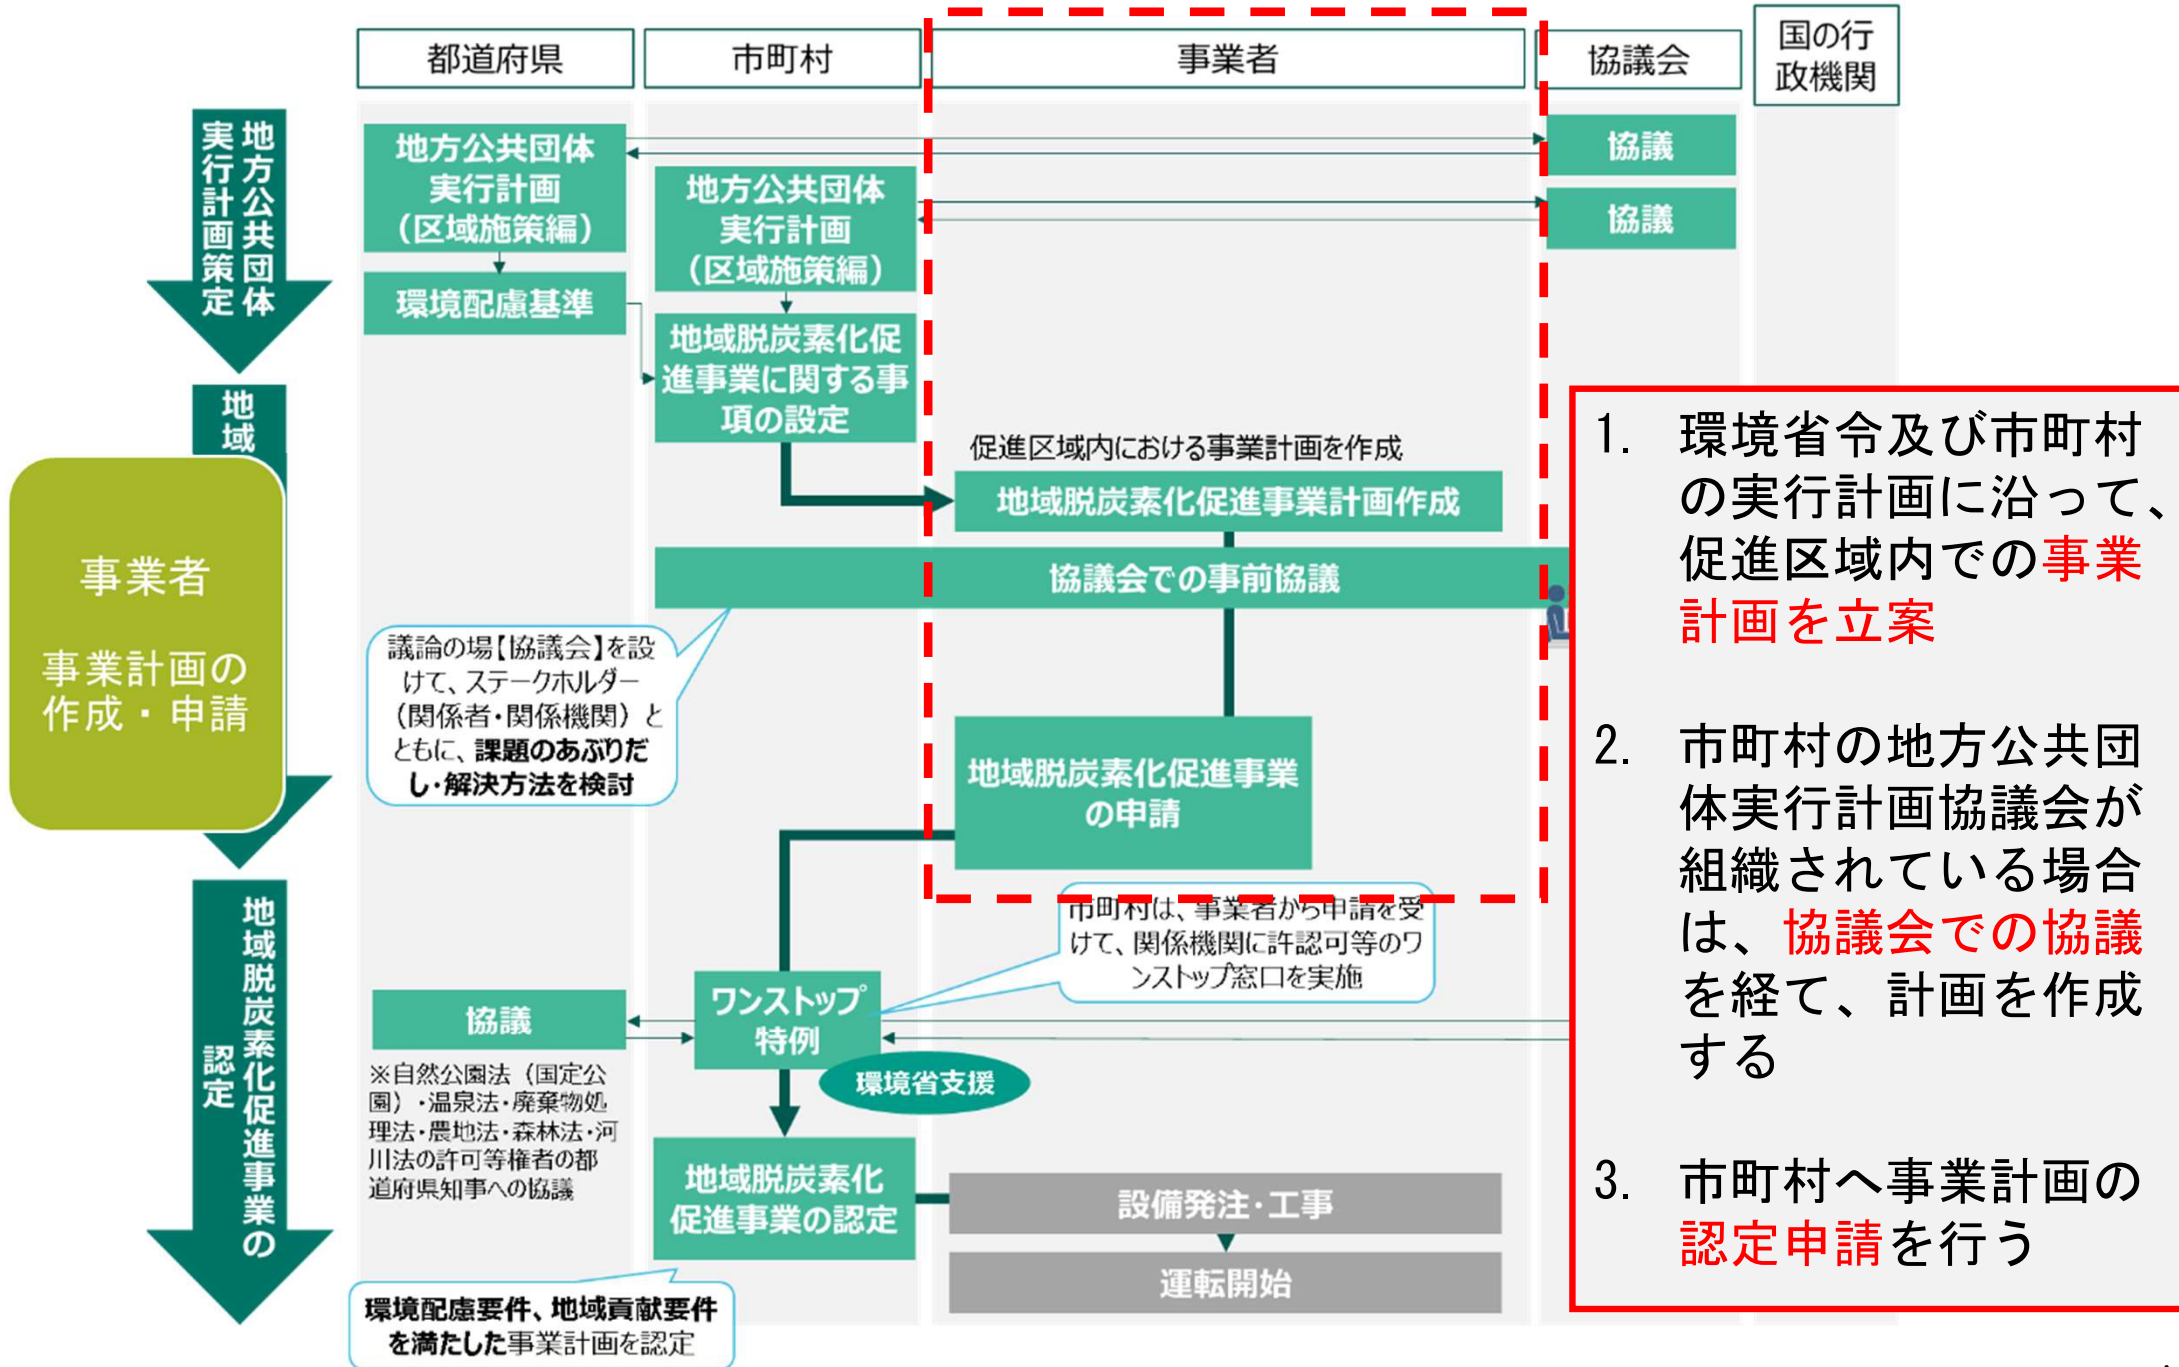 都道府県
市町村
事業者
協議会
国の行
政機関
地方公共団体
実行計画策定
地方公共団体
実行計画
（区域施策編）
環境配慮基準
地方公共団体
実行計画
（区域施策編）
地域脱炭素化促
進事業に関する事
項の設定
協議
協議
地域
事業者
事業計画の
作成・申請
促進区域内における事業計画を作成
地域脱炭素化促進事業計画作成
協議会での事前協議
議論の場【協議会】を設
けて、ステークホルダー
（関係者・関係機関）と
ともに、課題のあぶりだ
し・解決方法を検討
地域脱炭素化促進事業
の申請
市町村は、事業者から申請を受
けて、関係機関に許認可等のワ
ンストップ窓口を実施
地域脱炭素化促進事業の
認定
協議
ワンストップ
特例
環境省支援
※自然公園法（国定公
園）・温泉法・廃棄物処
理法・農地法・森林法・河
川法の許可等権者の都
道府県知事への協議
地域脱炭素化
促進事業の認定
設備発注・工事
運転開始
環境配慮要件、地域貢献要件
を満たした事業計画を認定
1. 環境省令及び市町村
の実行計画に沿って、
促進区域内での事業
計画を立案
2. 市町村の地方公共団
体実行計画協議会が
組織されている場合
は、協議会での協議
を経て、計画を作成
する
3. 市町村へ事業計画の
認定申請を行う